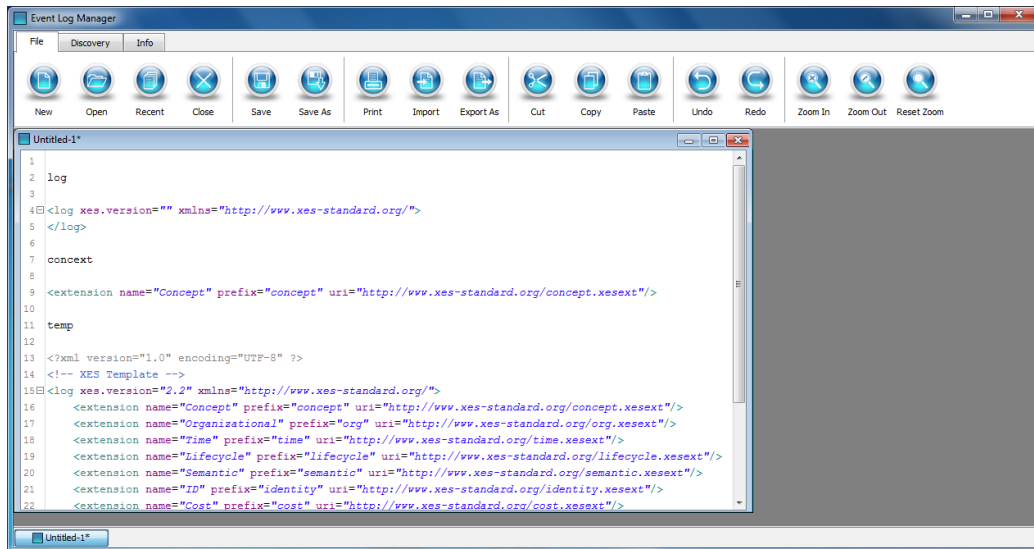 Event Log Manager
File Discovery Info
New Open Recent Close Save Save As Print Import Export As Cut Copy Paste Undo Redo Zoom In Zoom Out Reset Zoom
Untitled-1*
1
2 log
3
4 <log xes.version="" xmlns="http://www.xes-standard.org/">
5 </log>
6
7 concext
8
9 <extension name="Concept" prefix="concept" uri="http://www.xes-standard.org/concept.xesext"/>
10
11 temp
12
13 <?xml version="1.0" encoding="UTF-8" ?>
14 <!-- XES Template -->
15 <log xes.version="2.2" xmlns="http://www.xes-standard.org/">
16 <extension name="Concept" prefix="concept" uri="http://www.xes-standard.org/concept.xesext"/>
17 <extension name="Organizational" prefix="org" uri="http://www.xes-standard.org/org.xesext"/>
18 <extension name="Time" prefix="time" uri="http://www.xes-standard.org/time.xesext"/>
19 <extension name="Lifecycle" prefix="lifecycle" uri="http://www.xes-standard.org/lifecycle.xesext"/>
20 <extension name="Semantic" prefix="semantic" uri="http://www.xes-standard.org/semantic.xesext"/>
21 <extension name="ID" prefix="identity" uri="http://www.xes-standard.org/identity.xesext"/>
22 <extension name="Cost" prefix="cost" uri="http://www.xes-standard.org/cost.xesext"/>
Untitled-1*